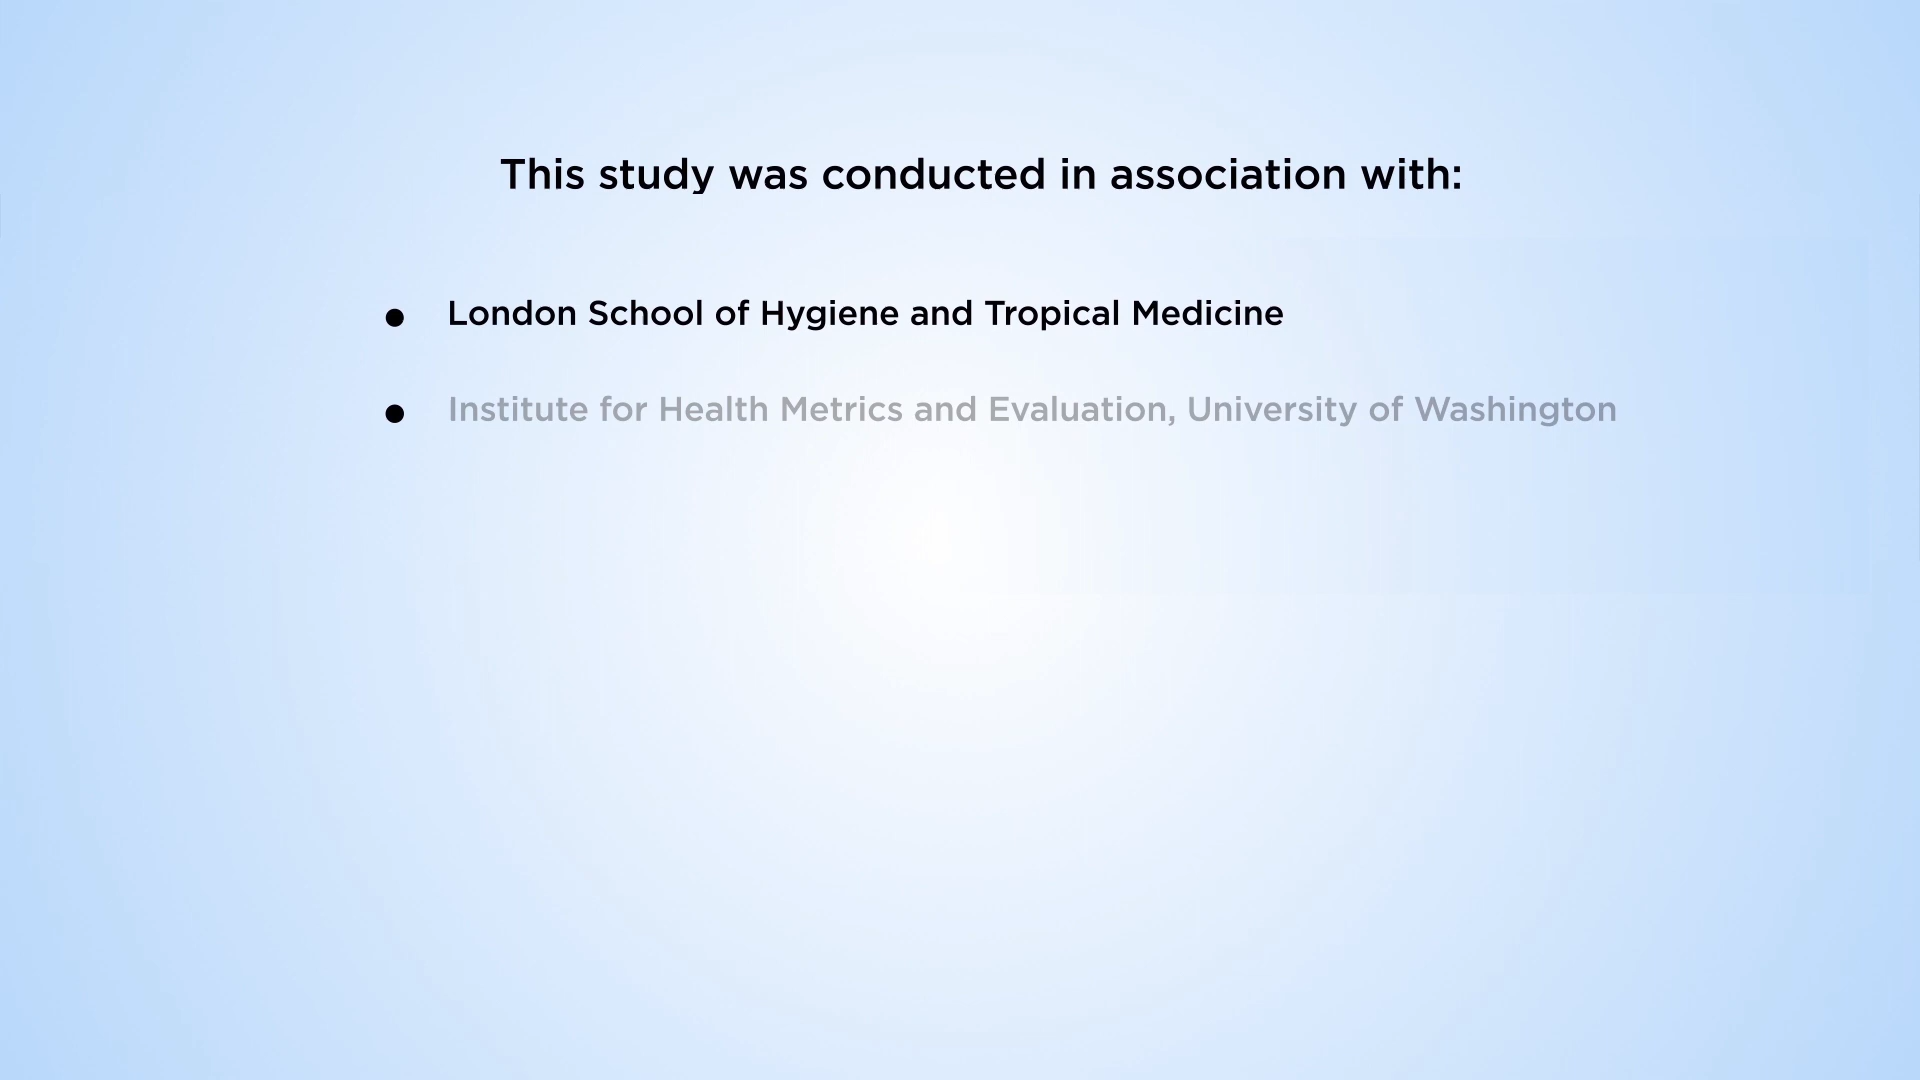 This study was conducted in association with:
● London School of Hygiene and Tropical Medicine
● Institute for Health Metrics and Evaluation, University of Washington